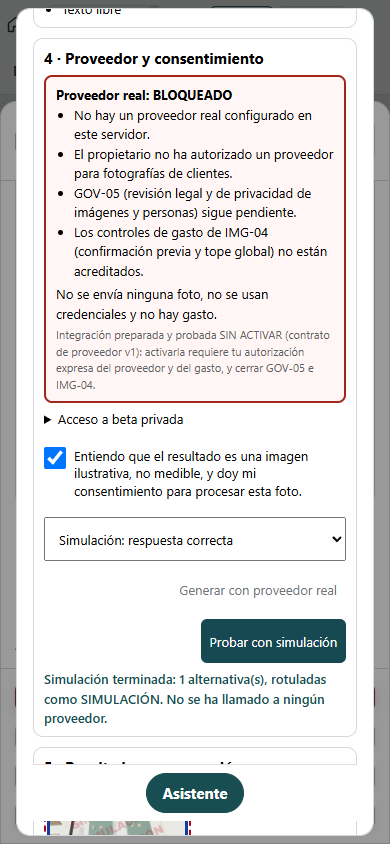 Texto libre
4 · Proveedor y consentimiento
Proveedor real: BLOQUEADO
No hay un proveedor real configurado en
este servidor.
El propietario no ha autorizado un proveedor
para fotografías de clientes.
GOV-05 (revisión legal y de privacidad de
imágenes y personas) sigue pendiente.
Los controles de gasto de IMG-04
(confirmación previa y tope global) no están
acreditados.
No se envía ninguna foto, no se usan
credenciales y no hay gasto.
Integración preparada y probada SIN ACTIVAR (contrato
de proveedor v1): activarla requiere tu autorización
expresa del proveedor y del gasto, y cerrar GOV-05 e
IMG-04.
Acceso a beta privada
Entiendo que el resultado es una imagen
ilustrativa, no medible, y doy mi
consentimiento para procesar esta foto.
Simulación: respuesta correcta
Generar con proveedor real
Probar con simulación
Simulación terminada: 1 alternativa(s), rotuladas
como SIMULACIÓN. No se ha llamado a ningún
proveedor.
Asistente